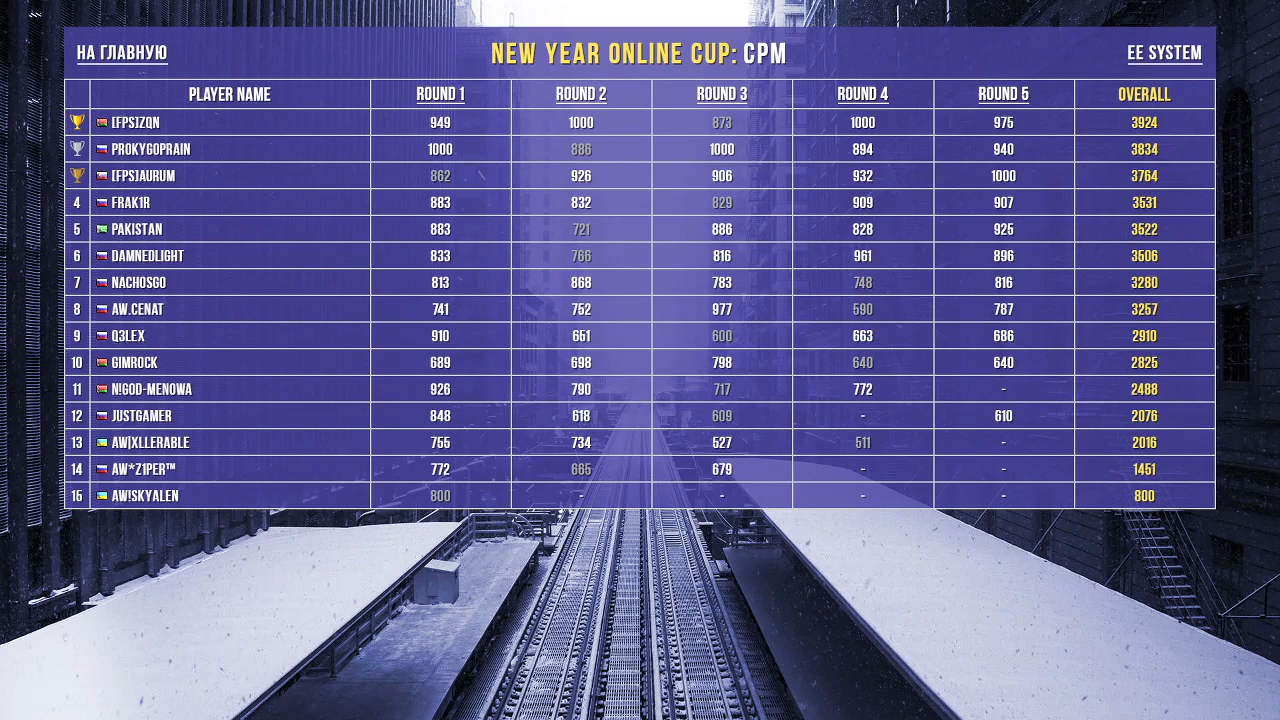 НА ГЛАВНУЮ NEW YEAR ONLINE CUP: CPM EE SYSTEM
PLAYER NAME ROUND 1 ROUND 2 ROUND 3 ROUND 4 ROUND 5 OVERALL
[FPS]ZQN 949 1000 873 1000 975 3924
PROKYGOPRAIN 1000 886 1000 894 940 3834
[FPS]AURUM 862 926 906 932 1000 3764
4 FRAK1R 883 832 829 909 907 3531
5 PAKISTAN 883 721 886 828 925 3522
6 DAMNEDLIGHT 833 766 816 961 896 3506
7 NACHOSGO 813 868 783 748 816 3280
8 AW.CENAT 741 752 977 590 787 3257
9 Q3LEX 910 651 600 663 686 2910
10 GIMROCK 689 698 798 640 640 2825
11 N!GOD-MENOWA 926 790 717 772 - 2488
12 JUSTGAMER 848 618 609 - 610 2076
13 AW|XLLERABLE 755 734 527 511 - 2016
14 AW*Z1PER™ 772 665 679 - - 1451
15 AW!SKYALEN 800 - - - - 800